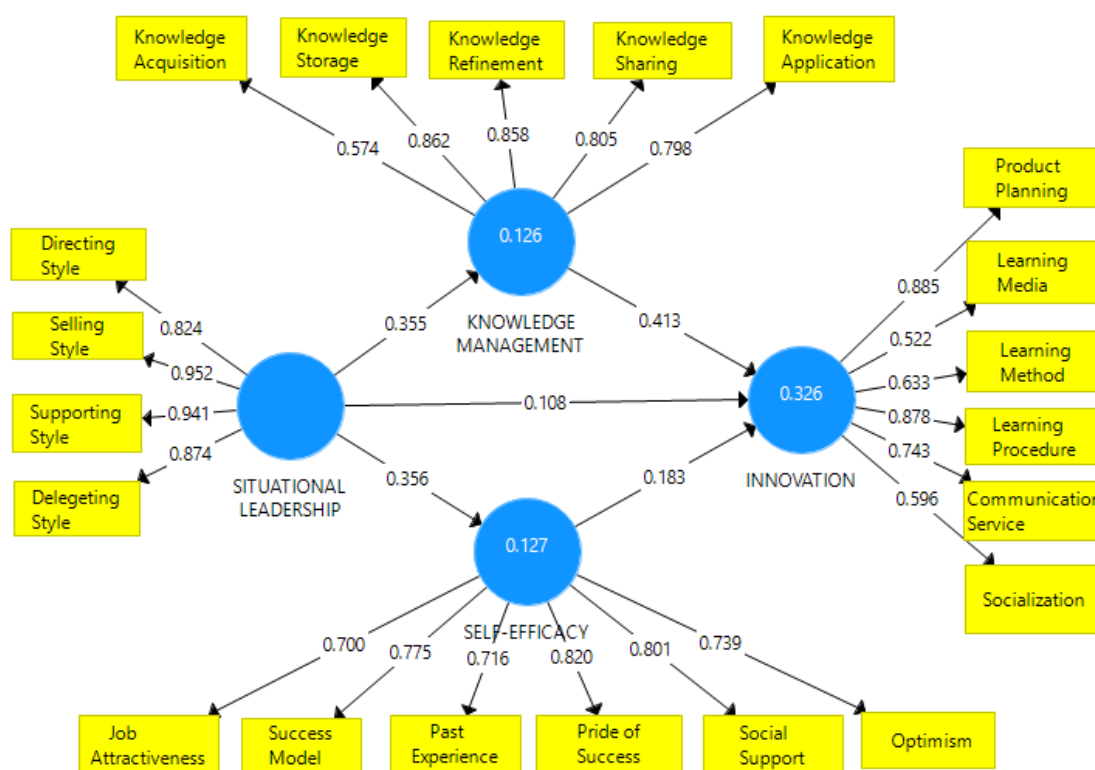 Knowledge
Acquisition
Knowledge
Storage
Knowledge
Refinement
Knowledge
Sharing
Knowledge
Application
0.574
0.862
0.858
0.805
0.798
Product
Planning
Directing
Style
0.126
Learning
Media
0.885
Selling
Style
0.824
0.355
KNOWLEDGE
MANAGEMENT
0.413
0.522
Learning
Method
0.952
0.633
Supporting
Style
0.941
0.108
0.326
0.878
Learning
Procedure
0.874
0.743
Delegeting
Style
SITUATIONAL
LEADERSHIP
0.356
0.183
INNOVATION
0.596
Communication
Service
0.127
Socialization
SELF-EFFICACY
0.700
0.775
0.716
0.820
0.801
0.739
Job
Attractiveness
Success
Model
Past
Experience
Pride of
Success
Social
Support
Optimism